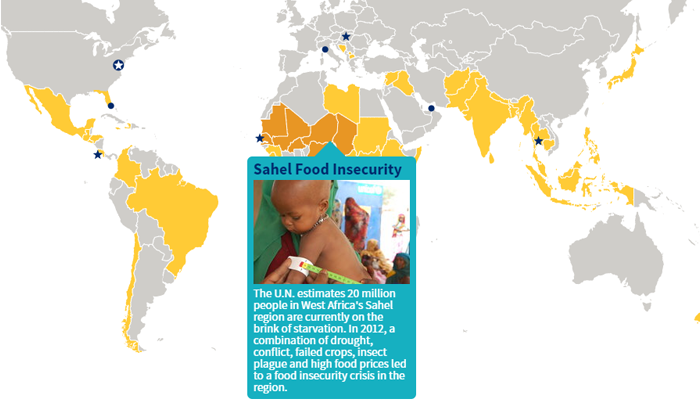 Sahel Food Insecurity
The U.N. estimates 20 million
people in West Africa's Sahel
region are currently on the
brink of starvation. In 2012, a
combination of drought,
conflict, failed crops, insect
plague and high food prices led
to a food insecurity crisis in the
region.